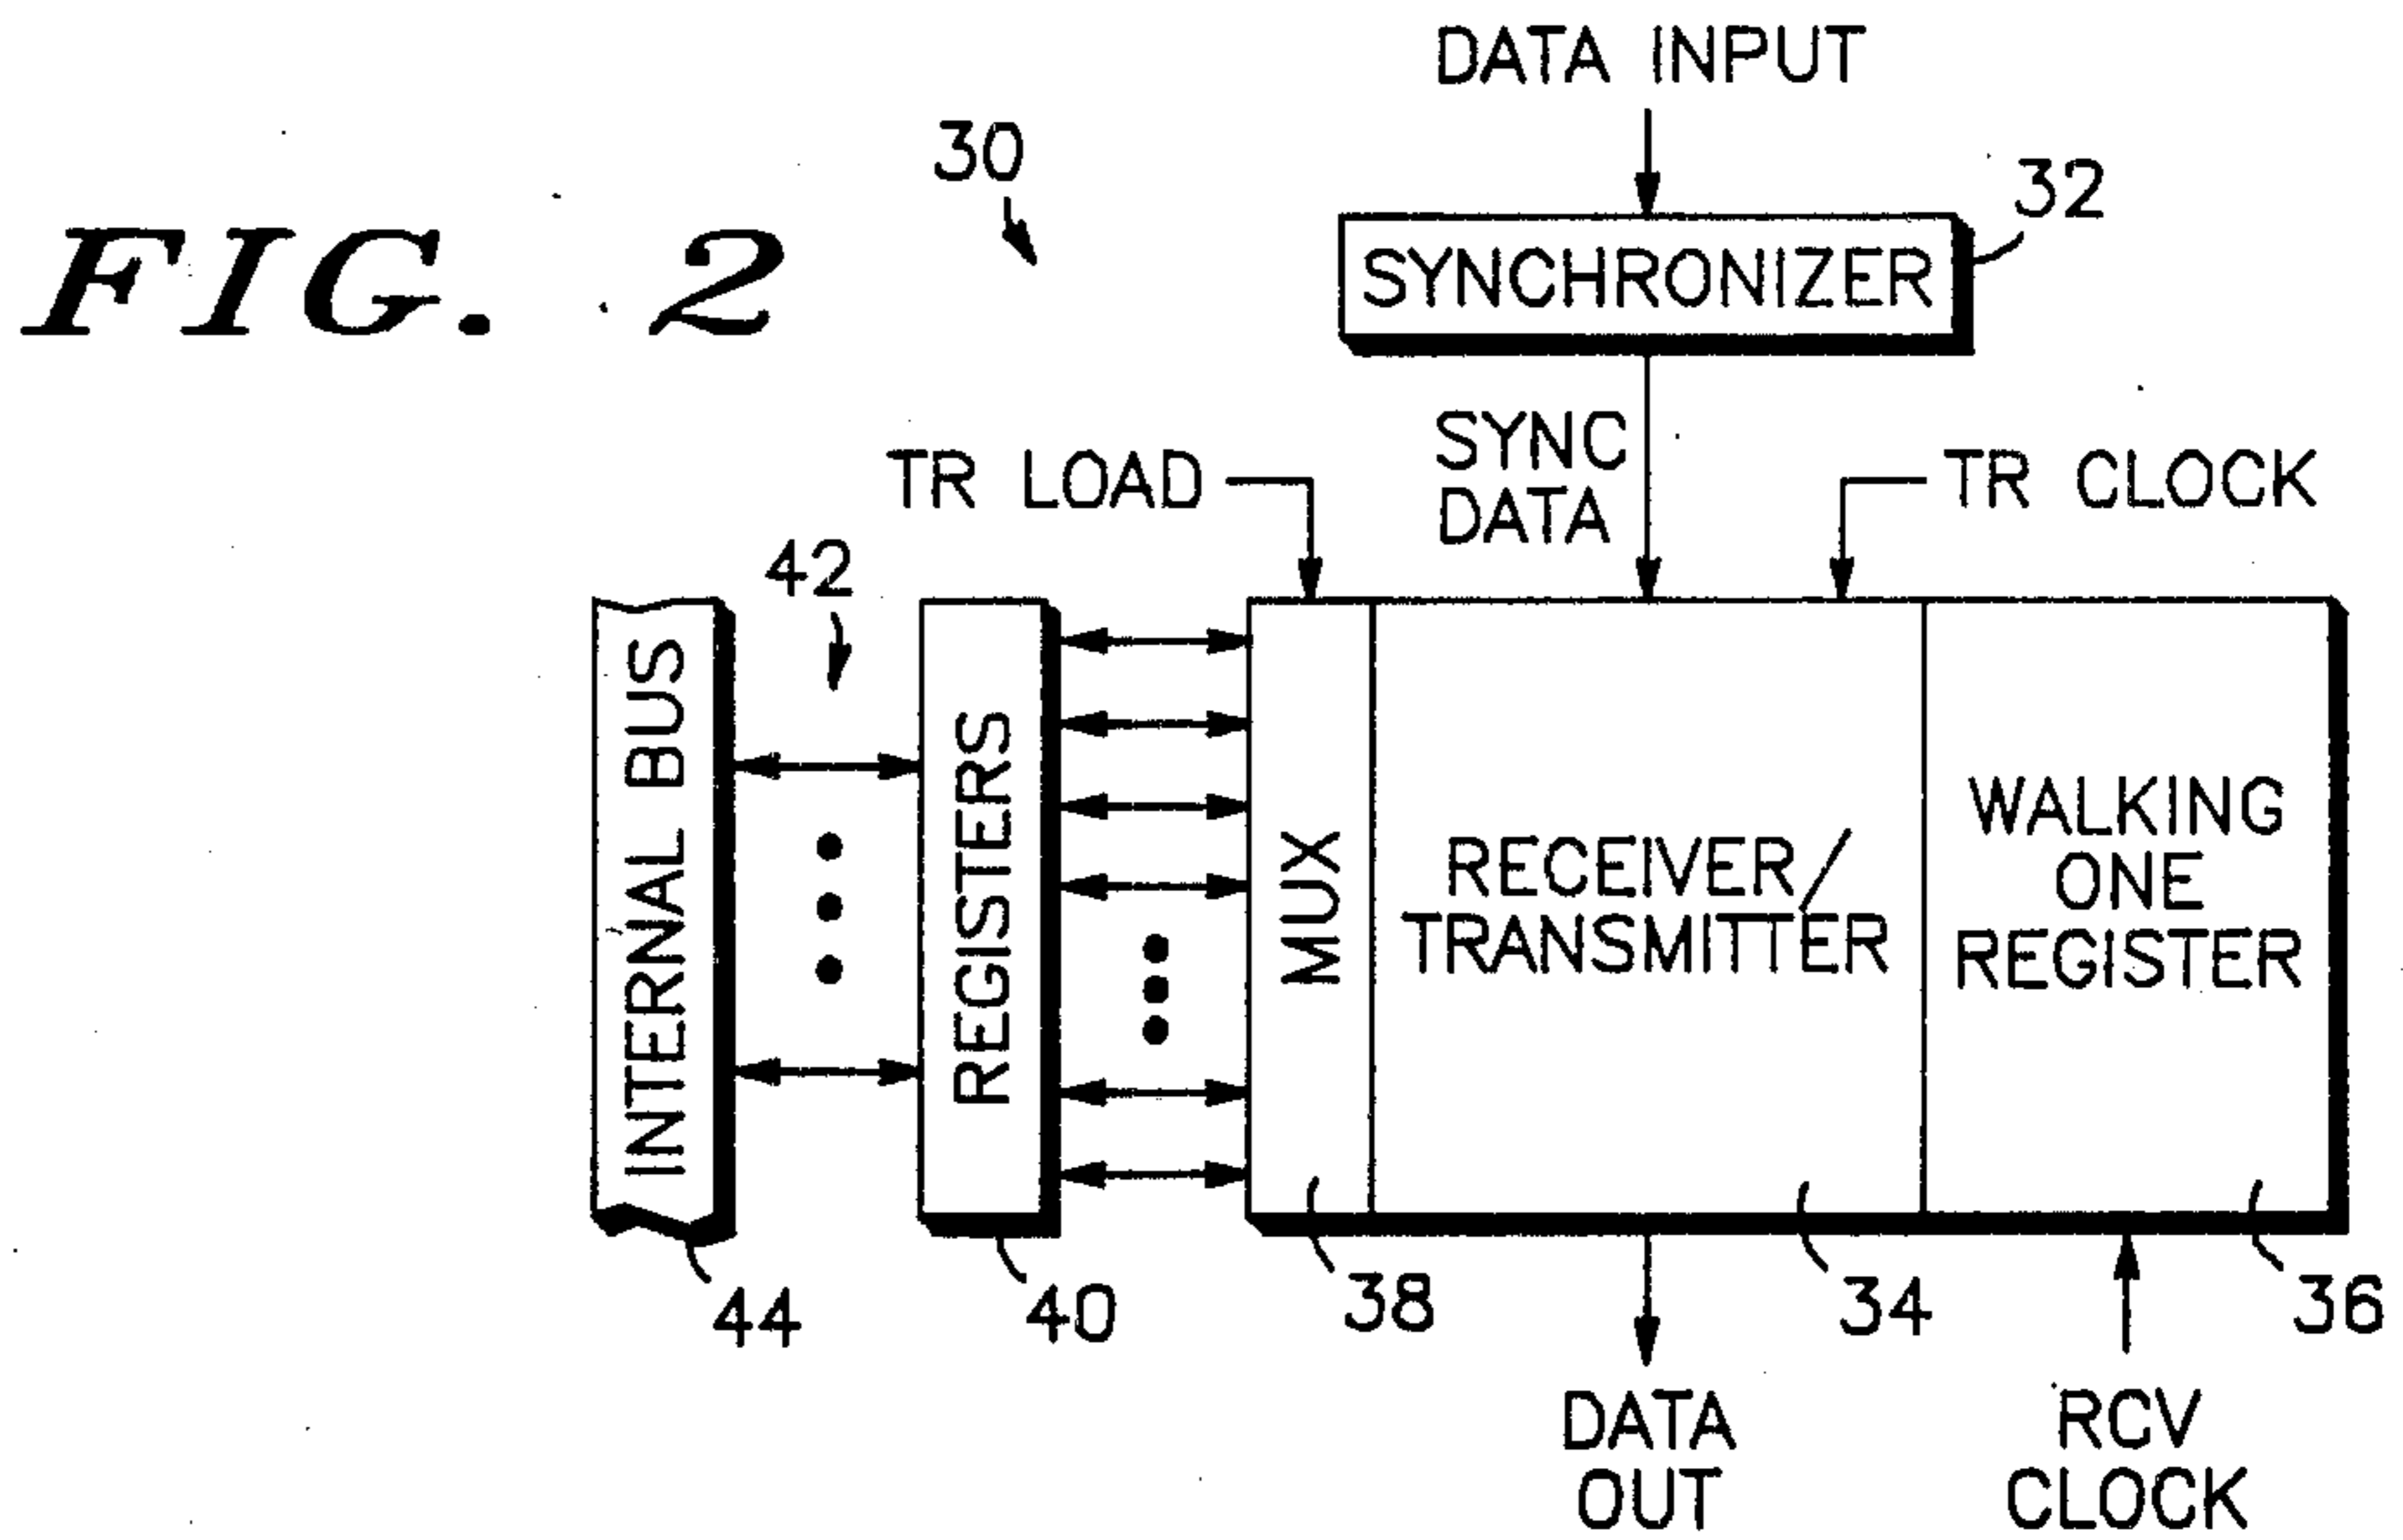 DATA INPUT
30
32
FIG. 2
SYNCHRONIZER
SYNC
DATA
TR LOAD
TR CLOCK
42
INTERNAL BUS
REGISTERS
MUX
RECEIVER/
TRANSMITTER
WALKING
ONE
REGISTER
44
40
38
34
36
DATA
OUT
RCV
CLOCK